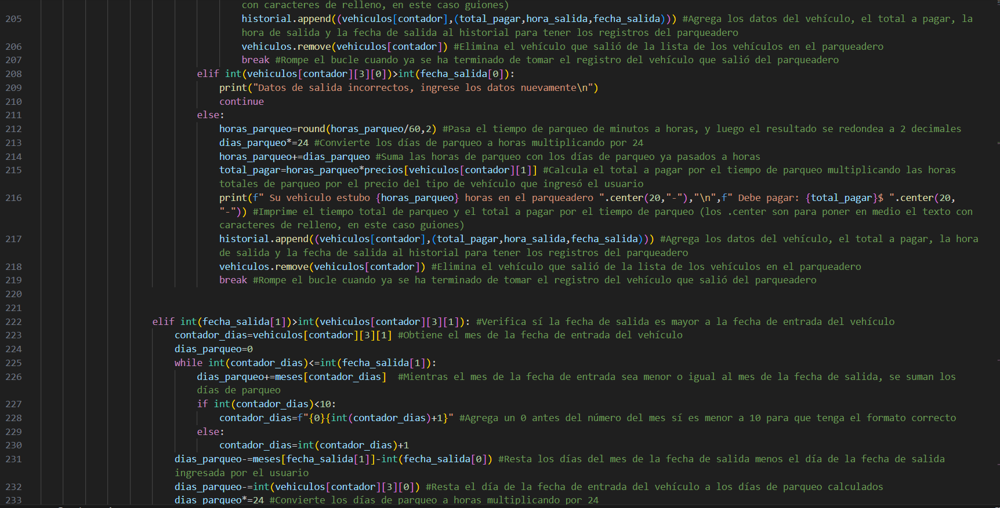 con caracteres de relleno, en este caso guiones)
205 historial.append((vehiculos[contador],(total_pagar,hora_salida,fecha_salida))) #Agrega los datos del vehículo, el total a pagar, la
hora de salida y la fecha de salida al historial para tener los registros del parqueadero
206 vehiculos.remove(vehiculos[contador]) #Elimina el vehículo que salió de la lista de los vehículos en el parqueadero
207 break #Rompe el bucle cuando ya se ha terminado de tomar el registro del vehículo que salió del parqueadero
208 elif int(vehiculos[contador][3][0])>int(fecha_salida[0]):
209 print("Datos de salida incorrectos, ingrese los datos nuevamente\n")
210 continue
211 else:
212 horas_parqueo=round(horas_parqueo/60,2) #Pasa el tiempo de parqueo de minutos a horas, y luego el resultado se redondea a 2 decimales
213 dias_parqueo*=24 #Convierte los días de parqueo a horas multiplicando por 24
214 horas_parqueo+=dias_parqueo #Suma las horas de parqueo con los días de parqueo ya pasados a horas
215 total_pagar=horas_parqueo*precios[vehiculos[contador][1]] #Calcula el total a pagar por el tiempo de parqueo multiplicando las horas
totales de parqueo por el precio del tipo de vehículo que ingresó el usuario
216 print(f" Su vehiculo estubo {horas_parqueo} horas en el parqueadero ".center(20,"-"),"\n",f" Debe pagar: {total_pagar}$ ".center(20,
"-")) #Imprime el tiempo total de parqueo y el total a pagar por el tiempo de parqueo (los .center son para poner en medio el texto con
caracteres de relleno, en este caso guiones)
217 historial.append((vehiculos[contador],(total_pagar,hora_salida,fecha_salida))) #Agrega los datos del vehículo, el total a pagar, la hora
de salida y la fecha de salida al historial para tener los registros del parqueadero
218 vehiculos.remove(vehiculos[contador]) #Elimina el vehículo que salió de la lista de los vehículos en el parqueadero
219 break #Rompe el bucle cuando ya se ha terminado de tomar el registro del vehículo que salió del parqueadero
220
221
222 elif int(fecha_salida[1])>int(vehiculos[contador][3][1]): #Verifica sí la fecha de salida es mayor a la fecha de entrada del vehículo
223 contador_dias=vehiculos[contador][3][1] #Obtiene el mes de la fecha de entrada del vehículo
224 dias_parqueo=0
225 while int(contador_dias)<=int(fecha_salida[1]):
226 dias_parqueo+=meses[contador_dias]  #Mientras el mes de la fecha de entrada sea menor o igual al mes de la fecha de salida, se suman los
días de parqueo
227 if int(contador_dias)<10:
228 contador_dias=f"{0}{int(contador_dias)+1}" #Agrega un 0 antes del número del mes sí es menor a 10 para que tenga el formato correcto
229 else:
230 contador_dias=int(contador_dias)+1
231 dias_parqueo-=meses[fecha_salida[1]]-int(fecha_salida[0]) #Resta los días del mes de la fecha de salida menos el día de la fecha de salida
ingresada por el usuario
232 dias_parqueo-=int(vehiculos[contador][3][0]) #Resta el día de la fecha de entrada del vehículo a los días de parqueo calculados
233 dias_parqueo*=24 #Convierte los días de parqueo a horas multiplicando por 24